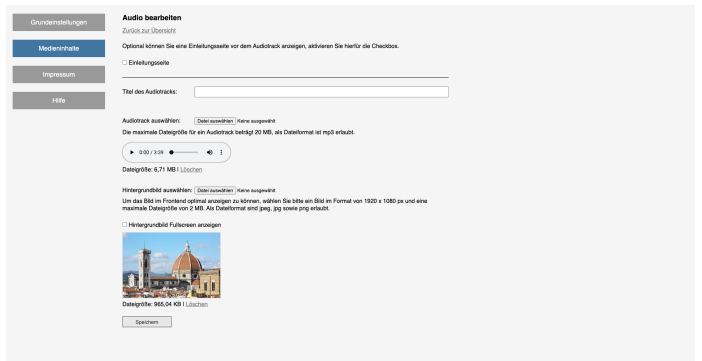 Grundeinstellungen
Medieninhalte
Impressum
Hilfe
Audio bearbeiten
Zurück zur Übersicht
Optional können Sie eine Einleitungsseite vor dem Audiotrack anzeigen, aktivieren Sie hierfür die Checkbox.
Einleitungsseite
Titel des Audiotracks:
Audiotrack auswählen: Datei auswählen Keine ausgewählt
Die maximale Dateigröße für ein Audiotrack beträgt 20 MB, als Dateiformat ist mp3 erlaubt.
0:00 / 3:39
Dateigröße: 6,71 MB I Löschen
Hintergrundbild auswählen: Datei auswählen Keine ausgewählt
Um das Bild im Frontend optimal anzeigen zu können, wählen Sie bitte ein Bild im Format von 1920 x 1080 px und eine
maximale Dateigröße von 2 MB. Als Dateiformat sind jpeg, jpg sowie png erlaubt.
Hintergrundbild Fullscreen anzeigen
Dateigröße: 965,04 KB I Löschen
Speichern